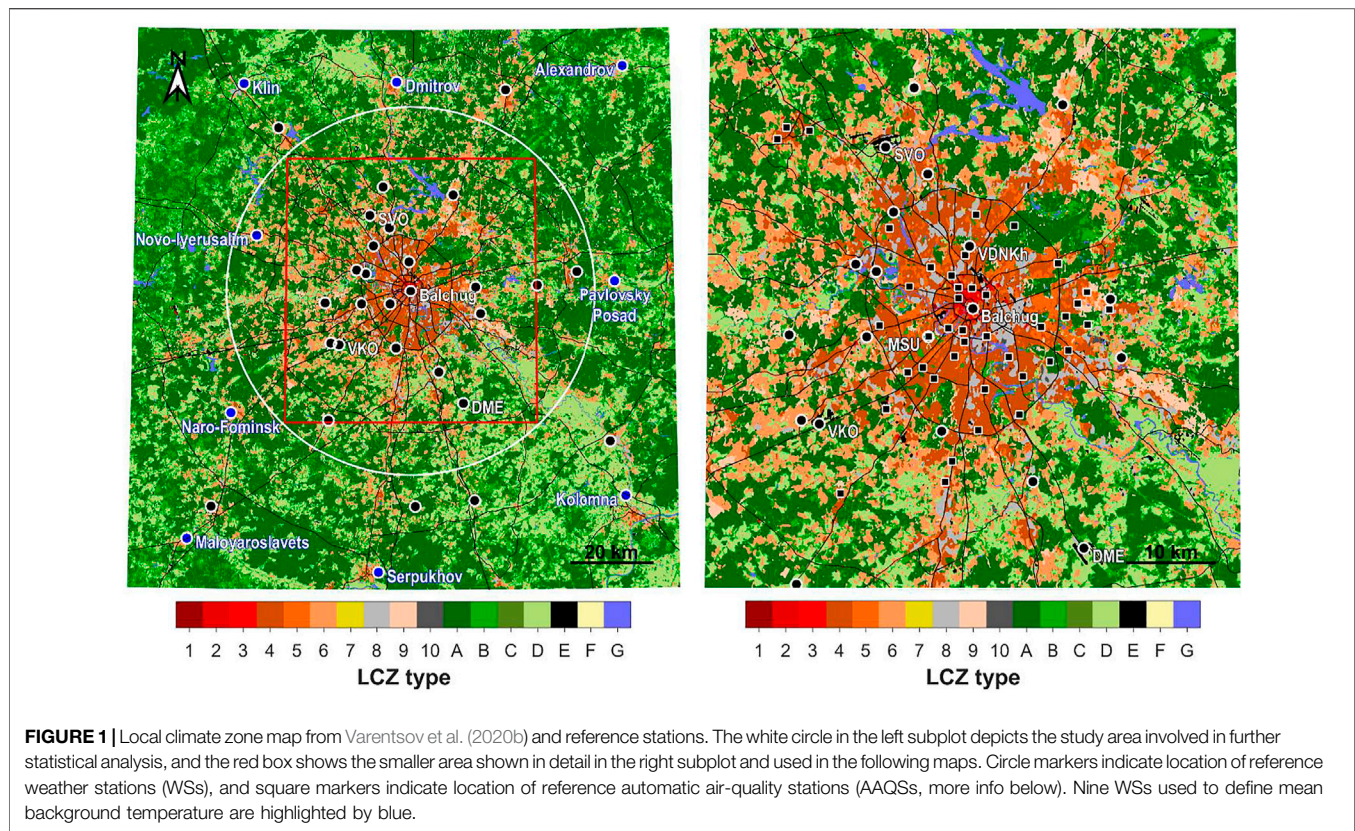 N
Klin
Dmitrov
Alexandrov
SVO
Novo-Iyerusalim
Balchug
Pavlovsky
Posad
VKO
DME
Naro-Fominsk
Kolomna
Maloyaroslavets
20 km
Serpukhov
1 2 3 4 5 6 7 8 9 10 A B C D E F G
LCZ type
SVO
VDNKh
Balchug
MSU
VKO
DME
10 km
1 2 3 4 5 6 7 8 9 10 A B C D E F G
LCZ type
FIGURE 1 | Local climate zone map from Varentsov et al. (2020b) and reference stations. The white circle in the left subplot depicts the study area involved in further
statistical analysis, and the red box shows the smaller area shown in detail in the right subplot and used in the following maps. Circle markers indicate location of reference
weather stations (WSs), and square markers indicate location of reference automatic air-quality stations (AAQSs, more info below). Nine WSs used to define mean
background temperature are highlighted by blue.